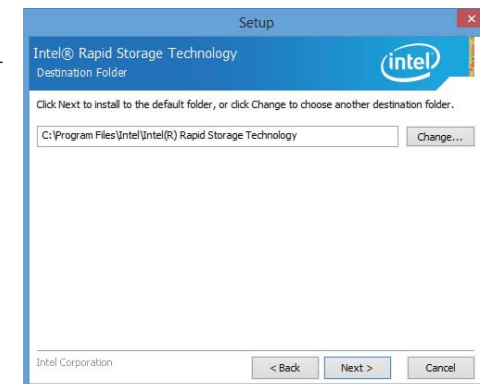 Setup
Intel® Rapid Storage Technology
Destination Folder
intel
Click Next to install to the default folder, or click Change to choose another destination folder.
C:\Program Files\Intel\Intel(R) Rapid Storage Technology
Change...
Intel Corporation
< Back
Next >
Cancel